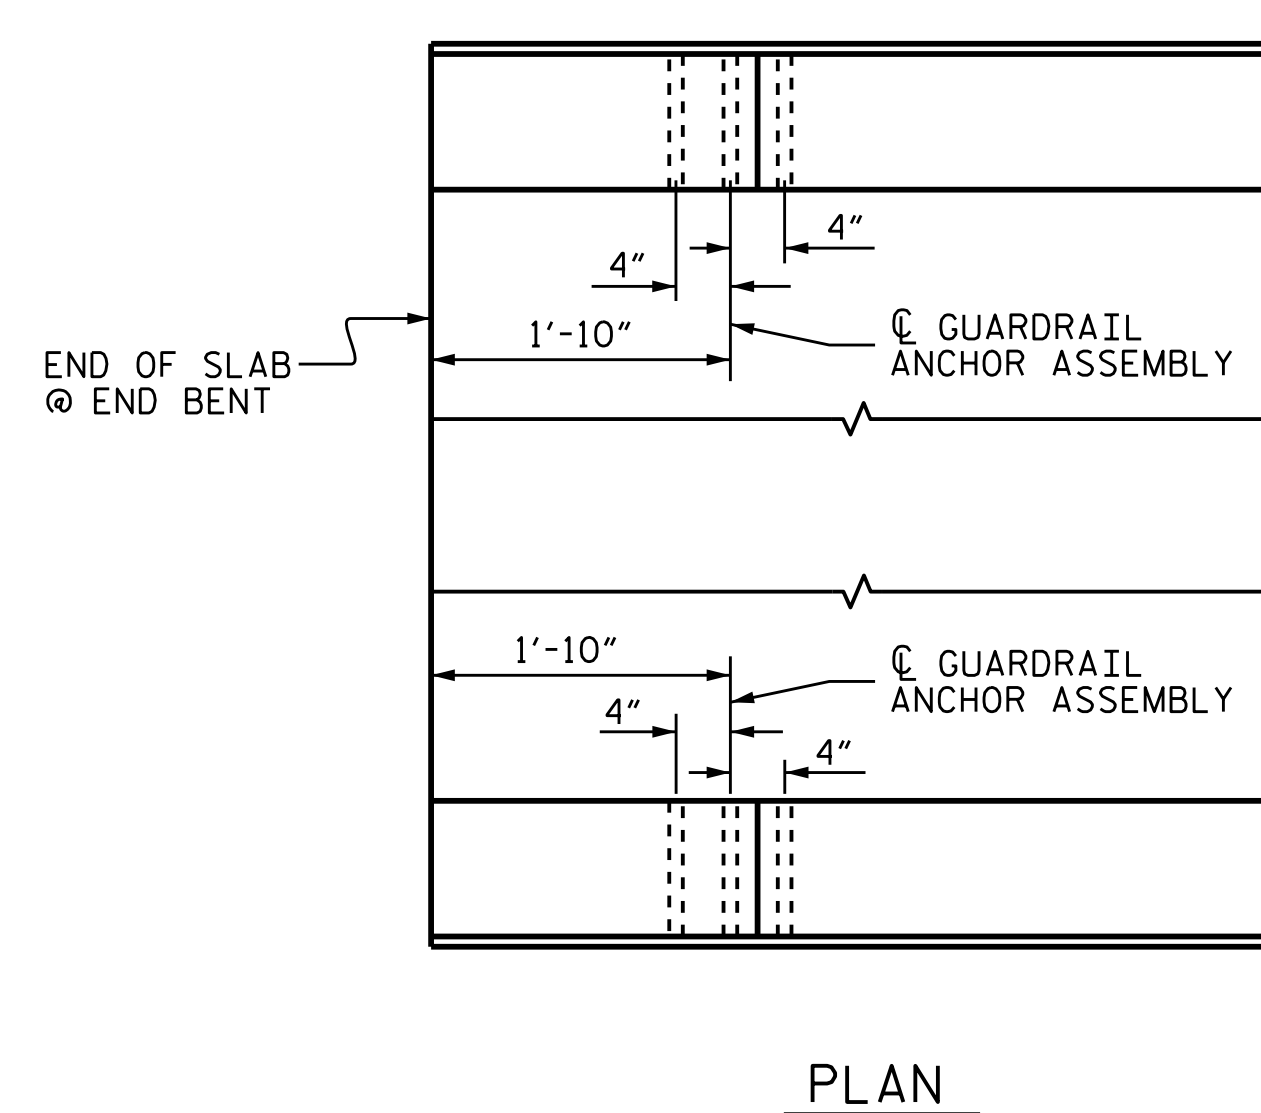 4"
4"
1'-10"
℄ GUARDRAIL
ANCHOR ASSEMBLY
END OF SLAB
@ END BENT
1'-10"
℄ GUARDRAIL
ANCHOR ASSEMBLY
4"
4"
PLAN